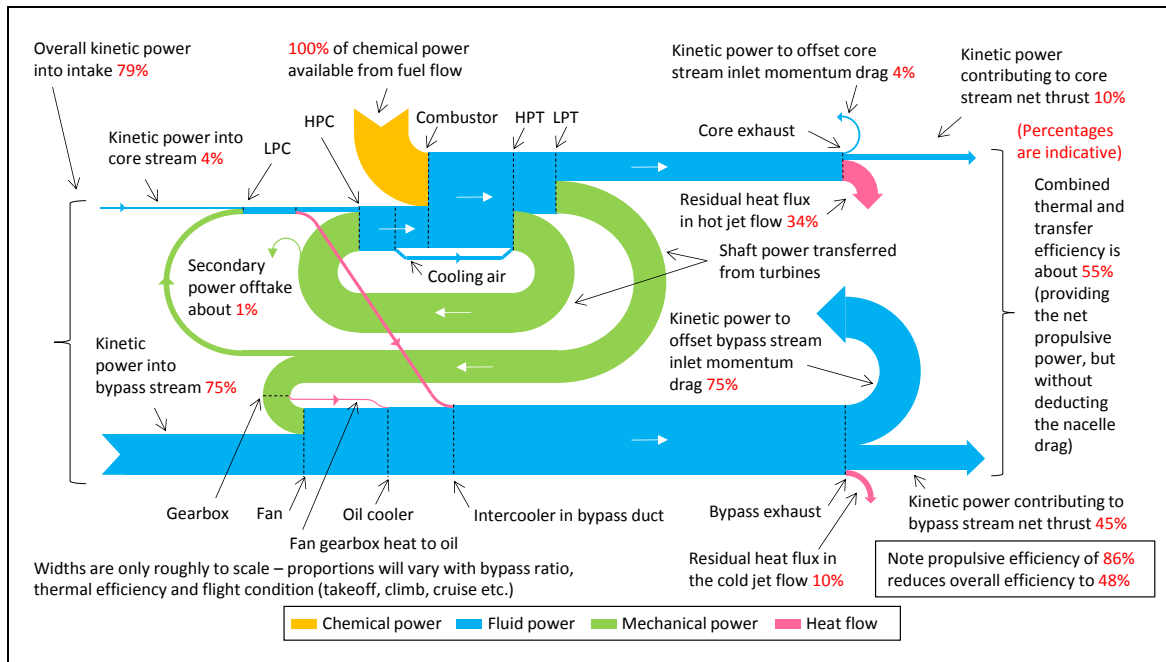 Overall kinetic power
into intake 79%
100% of chemical power
available from fuel flow
Kinetic power to offset core
stream inlet momentum drag 4%
Kinetic power
contributing to core
stream net thrust 10%
Kinetic power into
core stream 4%
LPC
HPC
Combustor
HPT
LPT
Core exhaust
(Percentages
are indicative)
Residual heat flux
in hot jet flow 34%
Combined
thermal and
transfer
efficiency is
about 55%
(providing
the net
propulsive
power, but
without
deducting
the nacelle
drag)
Secondary
power offtake
about 1%
Cooling air
Shaft power transferred
from turbines
Kinetic
power into
bypass stream 75%
Kinetic power to
offset bypass stream
inlet momentum
drag 75%
Gearbox
Fan
Oil cooler
Intercooler in bypass duct
Bypass exhaust
Kinetic power contributing to
bypass stream net thrust 45%
Fan gearbox heat to oil
Residual heat flux in
the cold jet flow 10%
Note propulsive efficiency of 86%
reduces overall efficiency to 48%
Widths are only roughly to scale – proportions will vary with bypass ratio,
thermal efficiency and flight condition (takeoff, climb, cruise etc.)
Chemical power
Fluid power
Mechanical power
Heat flow